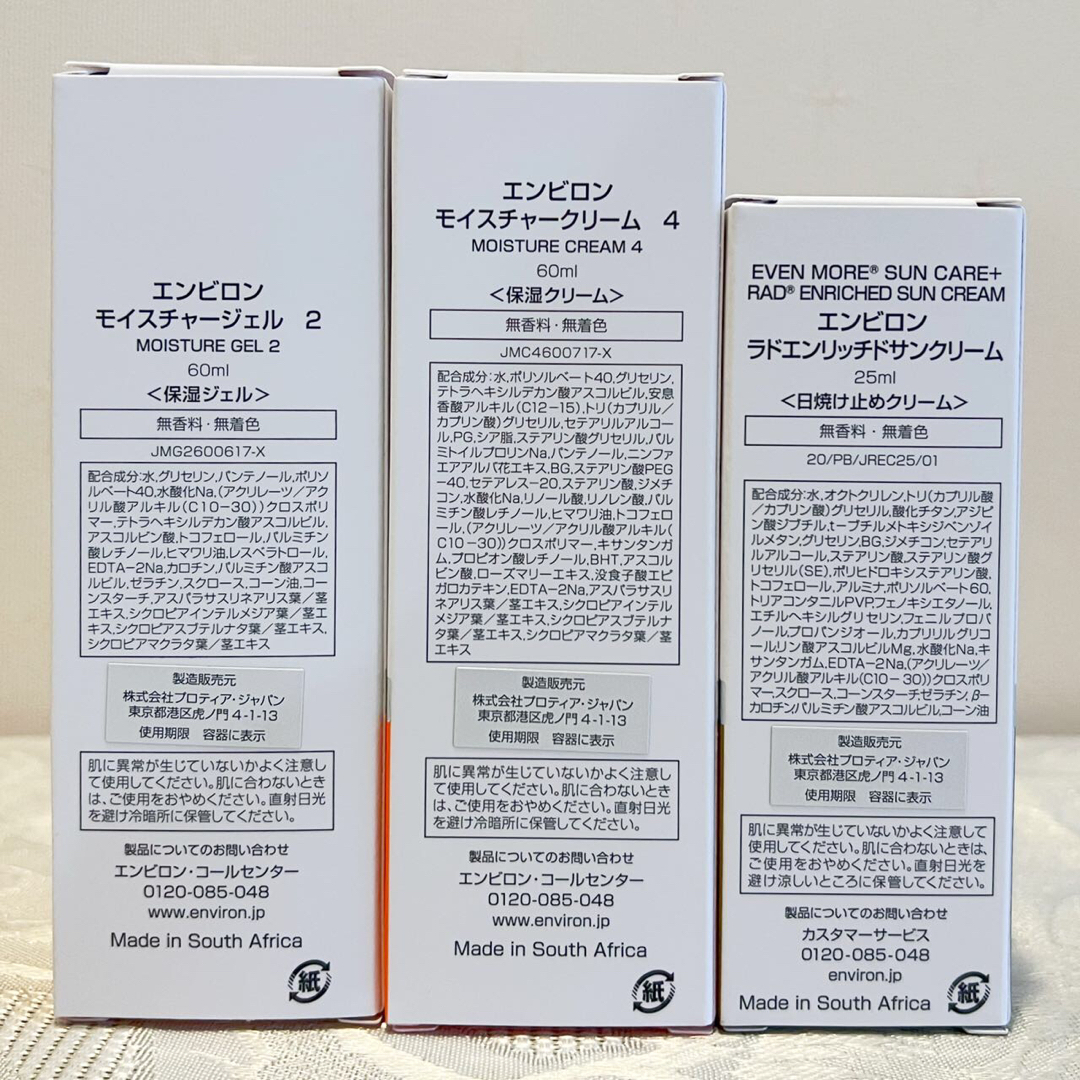 エンビロン
モイスチャージェル 2
MOISTURE GEL 2
60ml
<保湿ジェル>
無香料・無着色
JMG2600617-X
配合成分:水,グリセリン,パンテノール,ポリソ
ルベート40,水酸化Na,(アクリレーツ/アク
リル酸アルキル(C10-30))クロスポリ
マー,テトラヘキシルデカン酸アスコルビル,
アスコルビン酸,トコフェロール,パルミチン
酸レチノール,ヒマワリ油,レスベラトロール,
EDTA-2Na,カロチン,パルミチン酸アスコ
ルビル,ゼラチン,スクロース,コーン油,コー
ンスターチ,アスパラサスリネアリス葉/茎
エキス,シクロピアインテルメジア葉/茎エキ
ス,シクロピアスブテルナタ葉/茎エキス,
シクロピアマクラタ葉/茎エキス
製造販売元
株式会社プロティア・ジャパン
東京都港区虎ノ門 4-1-13
使用期限 容器に表示
肌に異常が生じていないかよく注意し
て使用してください。肌に合わないとき
は、ご使用をおやめください。直射日光
を避け冷暗所に保管してください。
製品についてのお問い合わせ
エンビロン・コールセンター
0120-085-048
www.environ.jp
Made in South Africa
紙
エンビロン
モイスチャークリーム 4
MOISTURE CREAM 4
60ml
<保湿クリーム>
無香料・無着色
JMC4600717-X
配合成分:水,ポリソルベート40,グリセリン,
テトラヘキシルデカン酸アスコルビル,安息
香酸アルキル(C12-15),トリ(カプリル/
カプリン酸)グリセリル,セテアリルアルコー
ル,PG,シア脂,ステアリン酸グリセリル,パル
ミトイルプロリンNa,パンテノール,ニンファ
エアアルバ花エキス,BG,ステアリン酸PEG
-40,セテアレス-20,ステアリン酸,ジメチ
コン,水酸化Na,リノール酸,リノレン酸,パル
ミチン酸レチノール,ヒマワリ油,トコフェロ
ール,(アクリレーツ/アクリル酸アルキル(
C10-30))クロスポリマー,キサンタンガ
ム,プロピオン酸レチノール,BHT,アスコル
ビン酸,ローズマリーエキス,没食子酸エピ
ガロカテキン,EDTA-2Na,アスパラサスリ
ネアリス葉/茎エキス,シクロピアインテル
メジア葉/茎エキス,シクロピアスブテルナ
タ葉/茎エキス,シクロピアマクラタ葉/茎
エキス
製造販売元
株式会社プロティア・ジャパン
東京都港区虎ノ門 4-1-13
使用期限 容器に表示
肌に異常が生じていないかよく注意し
て使用してください。肌に合わないとき
は、ご使用をおやめください。直射日光
を避け冷暗所に保管してください。
製品についてのお問い合わせ
エンビロン・コールセンター
0120-085-048
www.environ.jp
Made in South Africa
紙
EVEN MORE® SUN CARE+
RAD® ENRICHED SUN CREAM
エンビロン
ラドエンリッチドサンクリーム
25ml
<日焼け止めクリーム>
無香料・無着色
20/PB/JREC25/01
配合成分:水,オクトクリレン,トリ(カプリル酸
/カプリン酸)グリセリル,酸化チタン,アジピ
ン酸ジブチル,t-ブチルメトキシジベンゾイ
ルメタン,グリセリン,BG,ジメチコン,セテアリ
ルアルコール,ステアリン酸,ステアリン酸グ
リセリル(SE),ポリヒドロキシステアリン酸,
トコフェロール,アルミナ,ポリソルベート60,
トリアコンタニルPVP,フェノキシエタノール,
エチルヘキシルグリセリン,フェニルプロパ
ノール,プロパンジオール,カプリリルグリコ
ール,リン酸アスコルビルMg,水酸化Na,キ
サンタンガム,EDTA-2Na,(アクリレーツ/
アクリル酸アルキル(C10-30))クロスポリ
マー,スクロース,コーンスターチ,ゼラチン,β-
カロチン,パルミチン酸アスコルビル,コーン油
製造販売元
株式会社プロティア・ジャパン
東京都港区虎ノ門 4-1-13
使用期限 容器に表示
肌に異常が生じていないかよく注意して
使用してください。肌に合わないときは、
ご使用をおやめください。直射日光を
避け涼しいところに保管してください。
製品についてのお問い合わせ
カスタマーサービス
0120-085-048
environ.jp
Made in South Africa
紙